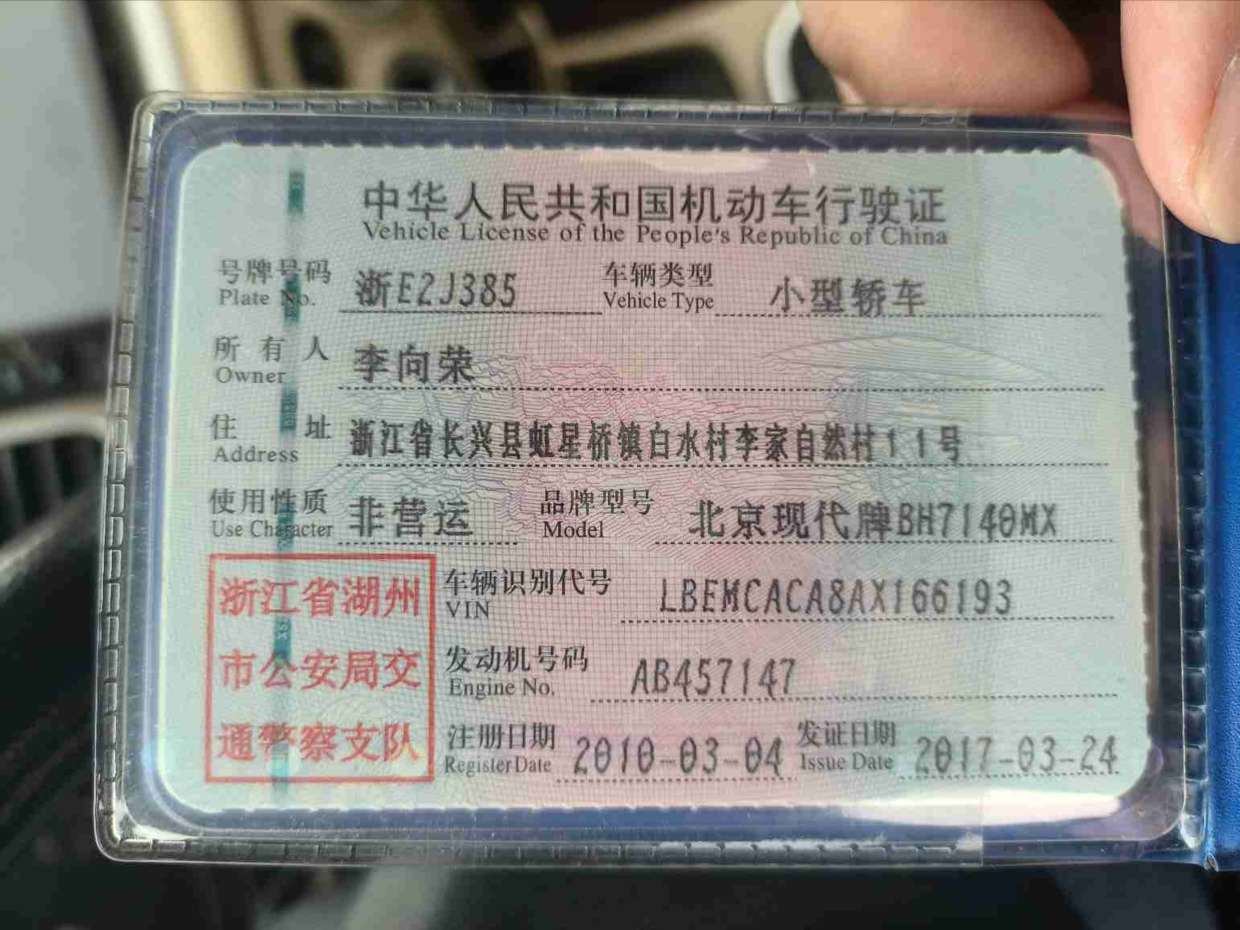 中华人民共和国机动车行驶证
Vehicle License of the People's Republic of China
号牌号码 浙E2J385 车辆类型 小型轿车
Plate No. Vehicle Type
所有人 李向荣
Owner
住址 浙江省长兴县虹星桥镇白水村李家自然村11号
Address
使用性质 非营运 品牌型号 北京现代牌BH7140MX
Use Character Model
浙江省湖州
市公安局交
通警察支队
车辆识别代号 LBEMCACA8AX166193
VIN
发动机号码 AB457147
Engine No.
注册日期 2010-03-04 发证日期 2017-03-24
Register Date Issue Date